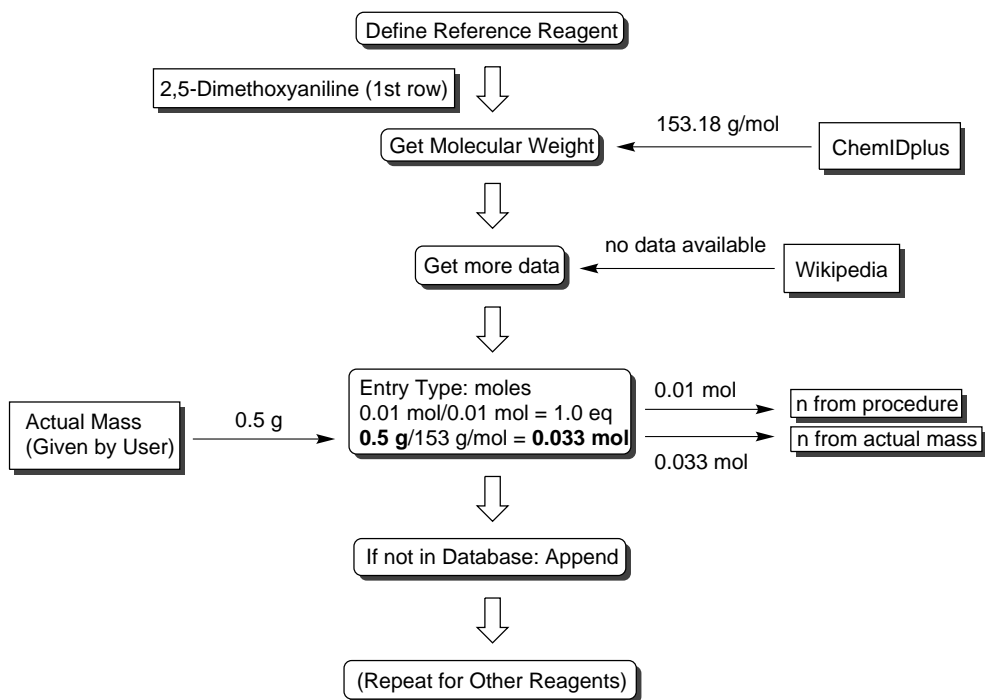 Define Reference Reagent
2,5-Dimethoxyaniline (1st row)
153.18 g/mol
Get Molecular Weight
ChemIDplus
no data available
Get more data
Wikipedia
Entry Type: moles
0.01 mol/0.01 mol = 1.0 eq
0.5 g/153 g/mol = 0.033 mol
Actual Mass
(Given by User)
0.5 g
0.01 mol
n from procedure
n from actual mass
0.033 mol
If not in Database: Append
(Repeat for Other Reagents)